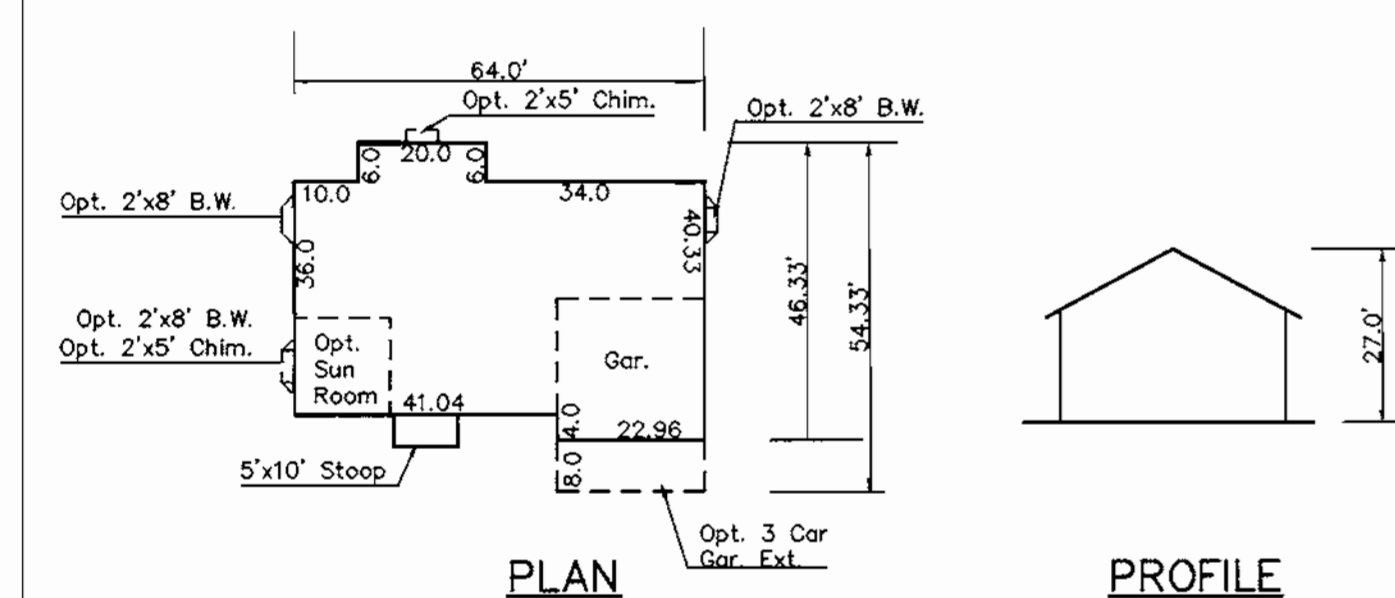 64.0'
Opt. 2'x5' Chim.
Opt. 2'x8' B.W.
20.0
6.0
6.0
10.0
34.0
Opt. 2'x8' B.W.
40.33
36.0
46.33'
54.33'
27.0'
Opt. 2'x8' B.W.
Opt. 2'x5' Chim.
Opt.
Sun
Room
Gar.
41.04
4.0
22.96
5'x10' Stoop
8.0
Opt. 3 Car
Gar. Ext.
PLAN
PROFILE